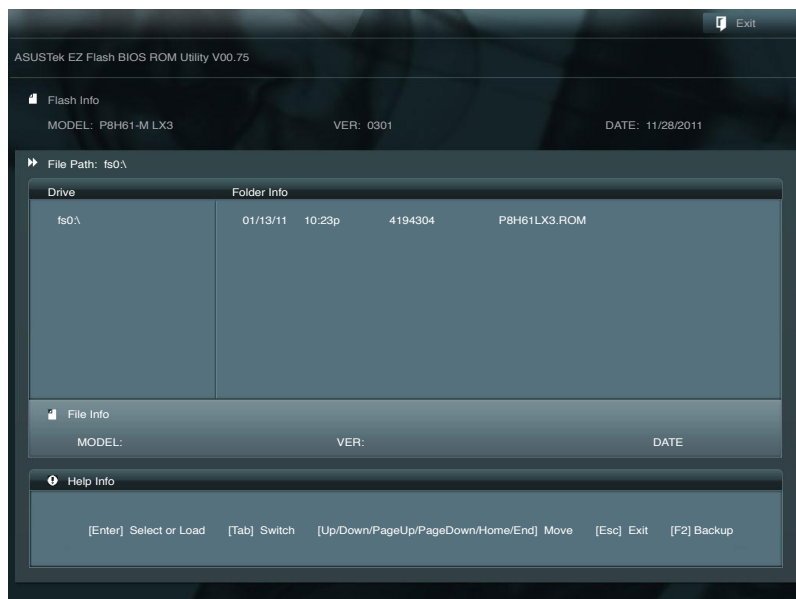 Exit
ASUSTek EZ Flash BIOS ROM Utility V00.75
Flash Info
MODEL: P8H61-M LX3 VER: 0301 DATE: 11/28/2011
File Path: fs0:\
Drive Folder Info
fs0:\ 01/13/11 10:23p 4194304 P8H61LX3.ROM
File Info
MODEL: VER: DATE
Help Info
[Enter] Select or Load [Tab] Switch [Up/Down/PageUp/PageDown/Home/End] Move [Esc] Exit [F2] Backup